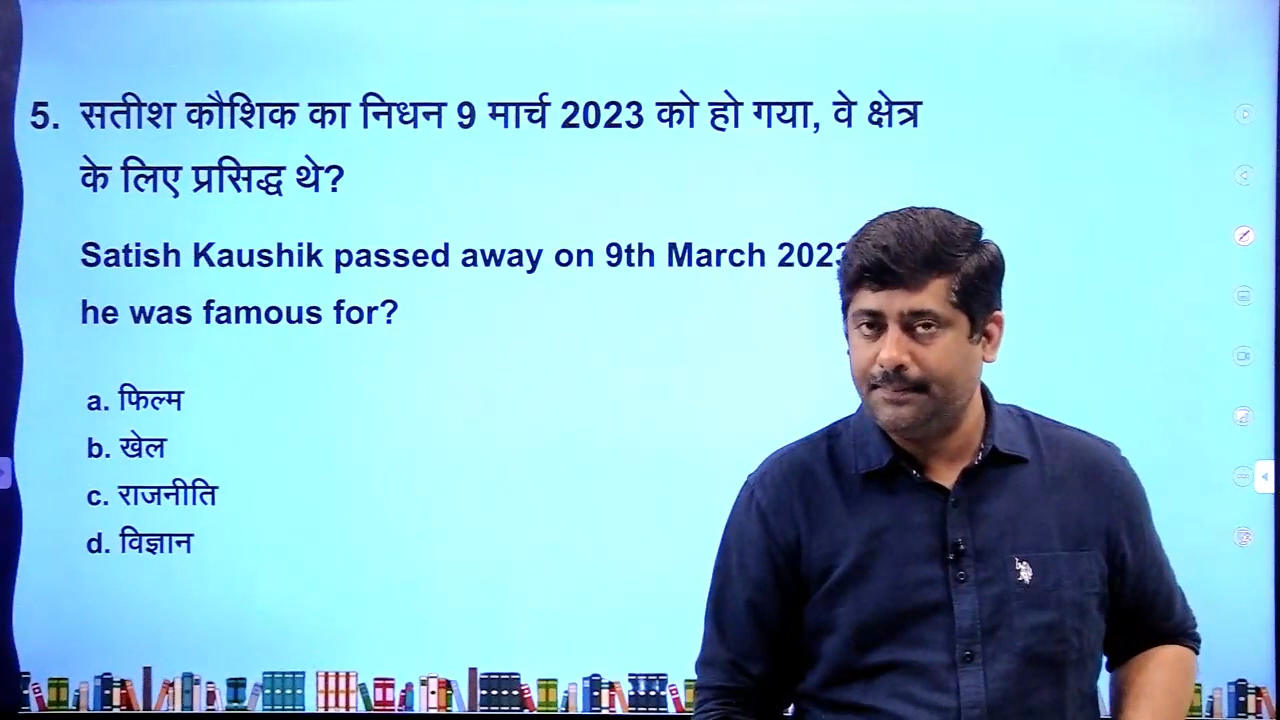 5. सतीश कौशिक का निधन 9 मार्च 2023 को हो गया, वे क्षेत्र
के लिए प्रसिद्ध थे?
Satish Kaushik passed away on 9th March 2023
he was famous for?
a. फिल्म
b. खेल
c. राजनीति
d. विज्ञान